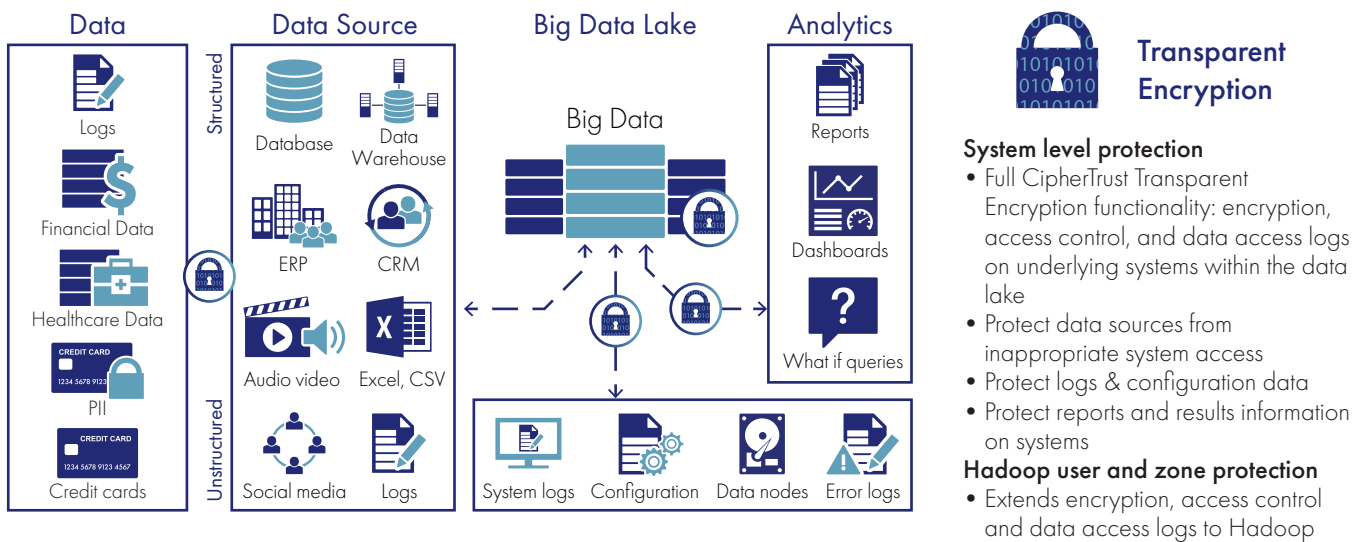 Data
Logs
Financial Data
Healthcare Data
CREDIT CARD
1234 5678 9123
PII
CREDIT CARD
1234 5678 9123 4567
Credit cards
Data Source
Structured
Unstructured
Database
Data
Warehouse
ERP
CRM
Audio video
X
Excel, CSV
Social media
Logs
Big Data Lake
Big Data
System logs
Configuration
Data nodes
Error logs
Analytics
Reports
Dashboards
?
What if queries
Transparent
Encryption
System level protection
• Full CipherTrust Transparent
Encryption functionality: encryption,
access control, and data access logs
on underlying systems within the data
lake
• Protect data sources from
inappropriate system access
• Protect logs & configuration data
• Protect reports and results information
on systems
Hadoop user and zone protection
• Extends encryption, access control
and data access logs to Hadoop